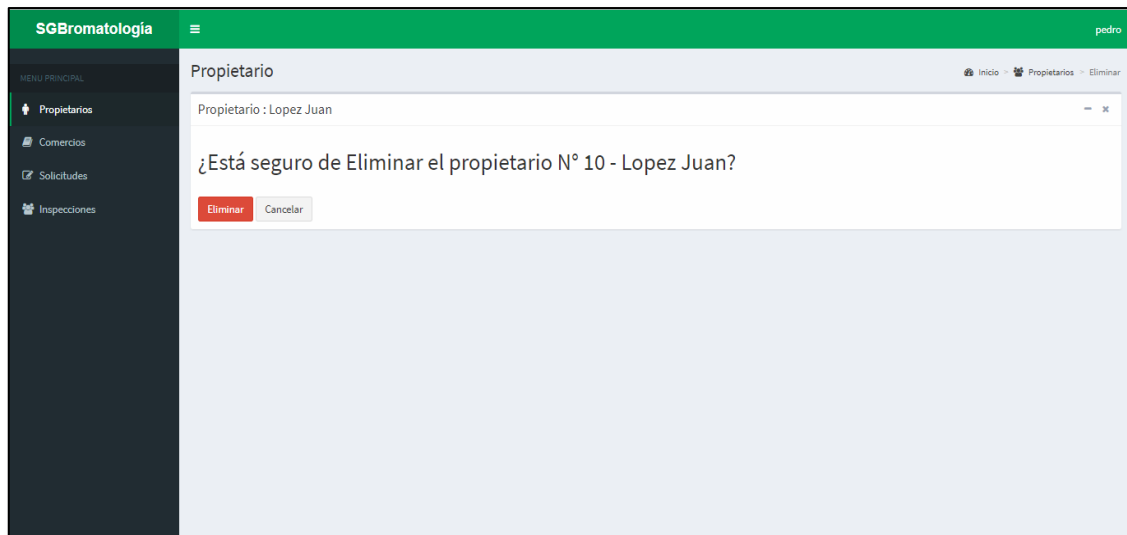 SGBromatología
pedro
MENU PRINCIPAL
Propietarios
Comercios
Solicitudes
Inspecciones
Propietario
Inicio > Propietarios > Eliminar
Propietario : Lopez Juan
¿Está seguro de Eliminar el propietario N° 10 - Lopez Juan?
Eliminar Cancelar